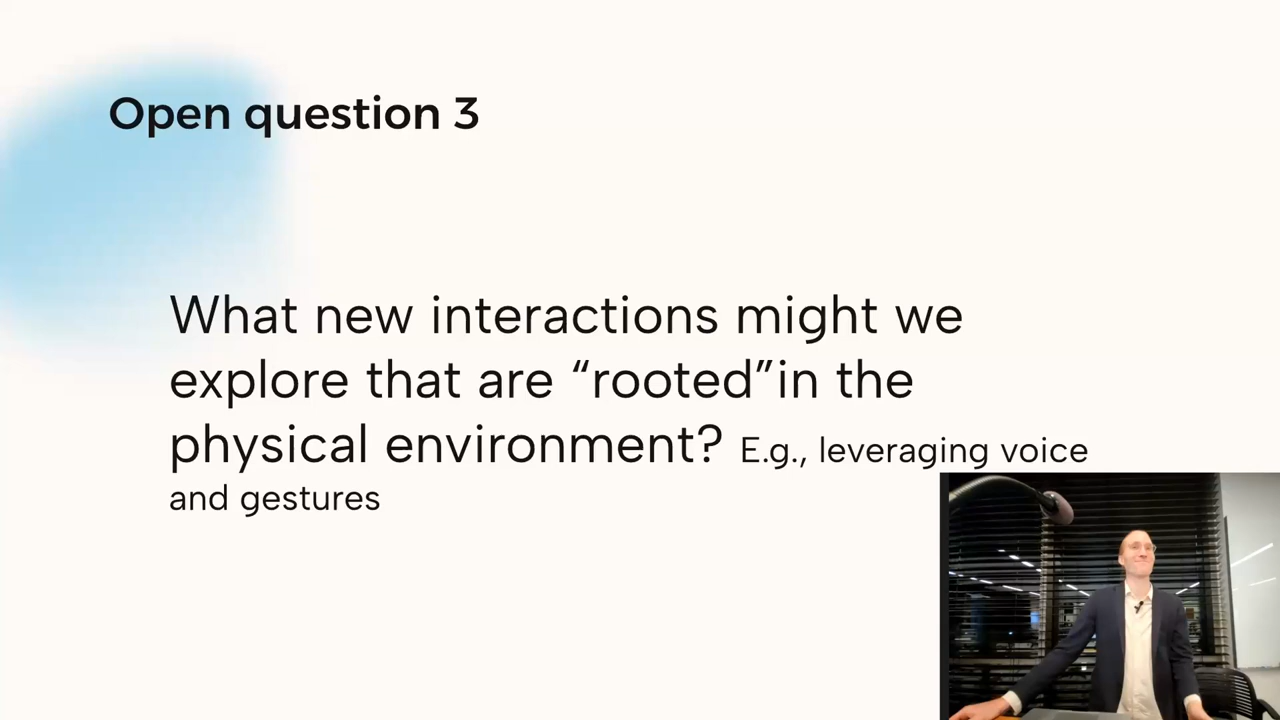 Open question 3
What new interactions might we
explore that are “rooted”in the
physical environment? E.g., leveraging voice
and gestures